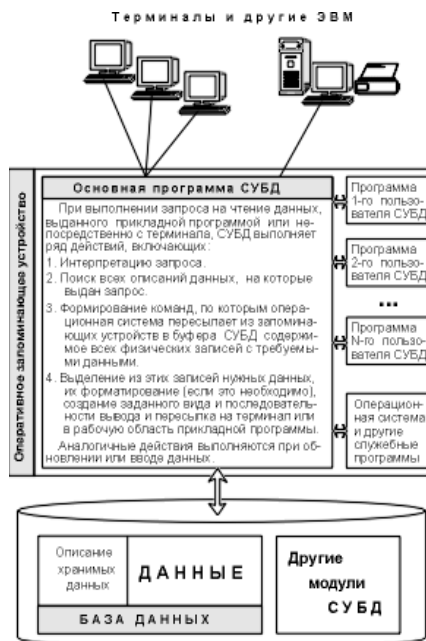 Терминалы и другие ЭВМ
Оперативное запоминающее устройство
Основная программа СУБД
При выполнении запроса на чтение данных,
выданного прикладной программой или не-
посредственно с терминала, СУБД выполняет
ряд действий, включающих:
1. Интерпретацию запроса.
2. Поиск всех описаний данных, на которые
выдан запрос.
3. Формирование команд, по которым опера-
ционная система пересылает из запомина-
ющих устройств в буфера СУБД содержи-
мое всех физических записей с требуемы-
ми данными.
4. Выделение из этих записей нужных данных,
их форматирование (если это необходимо),
создание заданного вида и последователь-
ности вывода и пересылка на терминал или
в рабочую область прикладной программы.
Аналогичные действия выполняются при об-
новлении или вводе данных.
Программа
1-го пользо-
вателя СУБД
Программа
2-го пользо-
вателя СУБД
...
Программа
N-го пользо-
вателя СУБД
Операцион-
ная система
и другие
служебные
программы
Описание
хранимых
данных
ДАННЫЕ
БАЗА ДАННЫХ
Другие
модули
СУБД